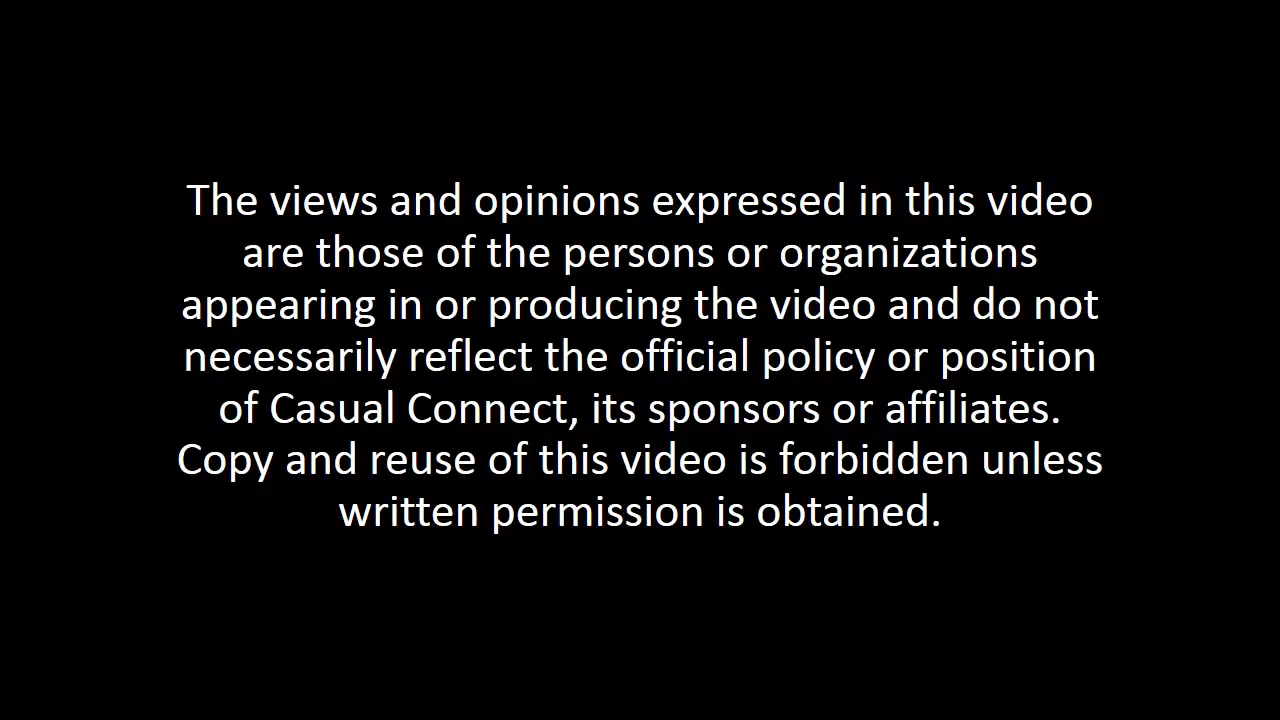 The views and opinions expressed in this video
are those of the persons or organizations
appearing in or producing the video and do not
necessarily reflect the official policy or position
of Casual Connect, its sponsors or affiliates.
Copy and reuse of this video is forbidden unless
written permission is obtained.